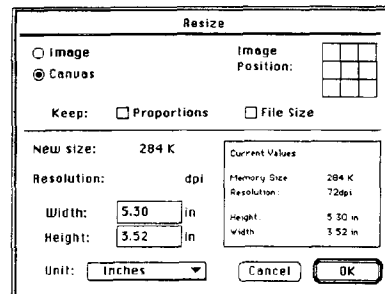 Resize
Image
Canvas
Image Position:
Keep: Proportions File Size
New size: 284 K
Resolution: dpi
Width: 5.30 in
Height: 3.52 in
Unit: Inches
Current Values
Memory Size 284 K
Resolution: 72dpi
Height: 5.30 in
Width 3.52 in
Cancel OK